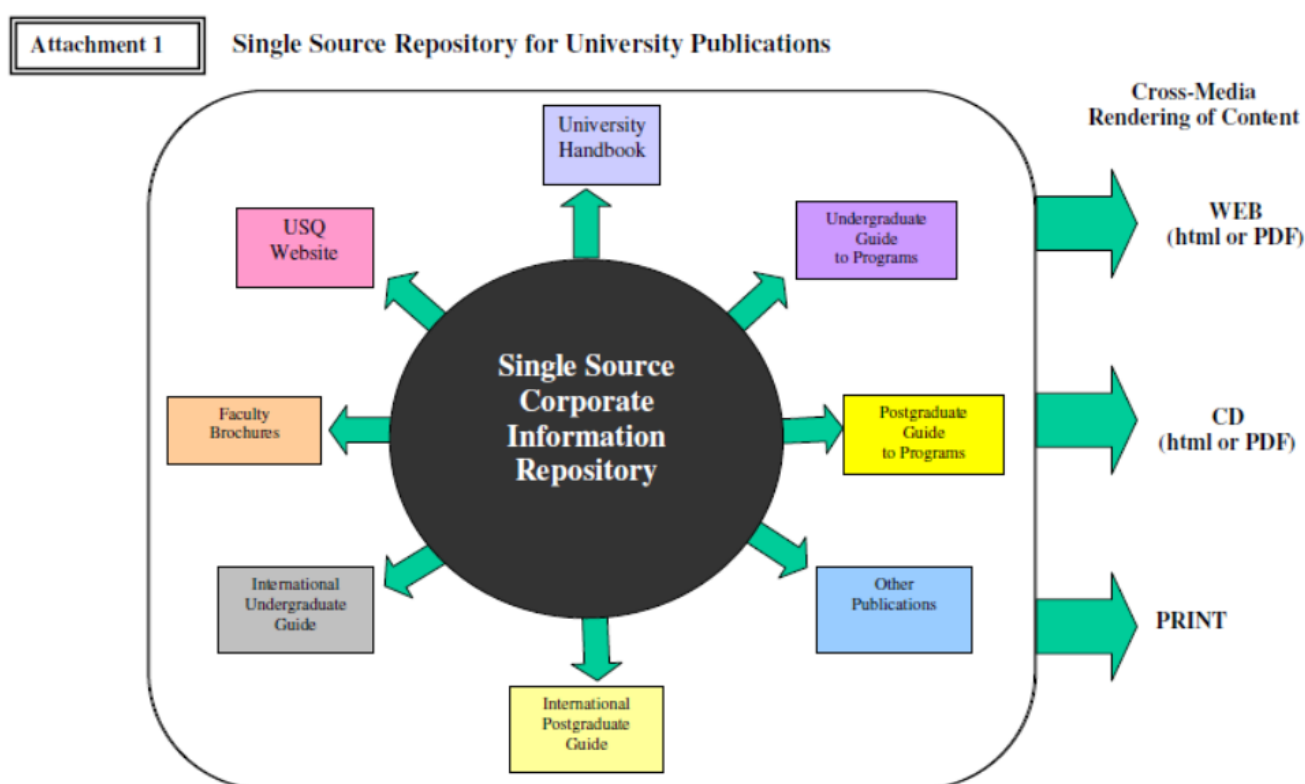 Attachment 1
Single Source Repository for University Publications
Cross-Media
Rendering of Content
University
Handbook
USQ
Website
Undergraduate
Guide
to Programs
WEB
(html or PDF)
Single Source
Corporate
Information
Repository
Faculty
Brochures
Postgraduate
Guide
to Programs
CD
(html or PDF)
International
Undergraduate
Guide
Other
Publications
PRINT
International
Postgraduate
Guide